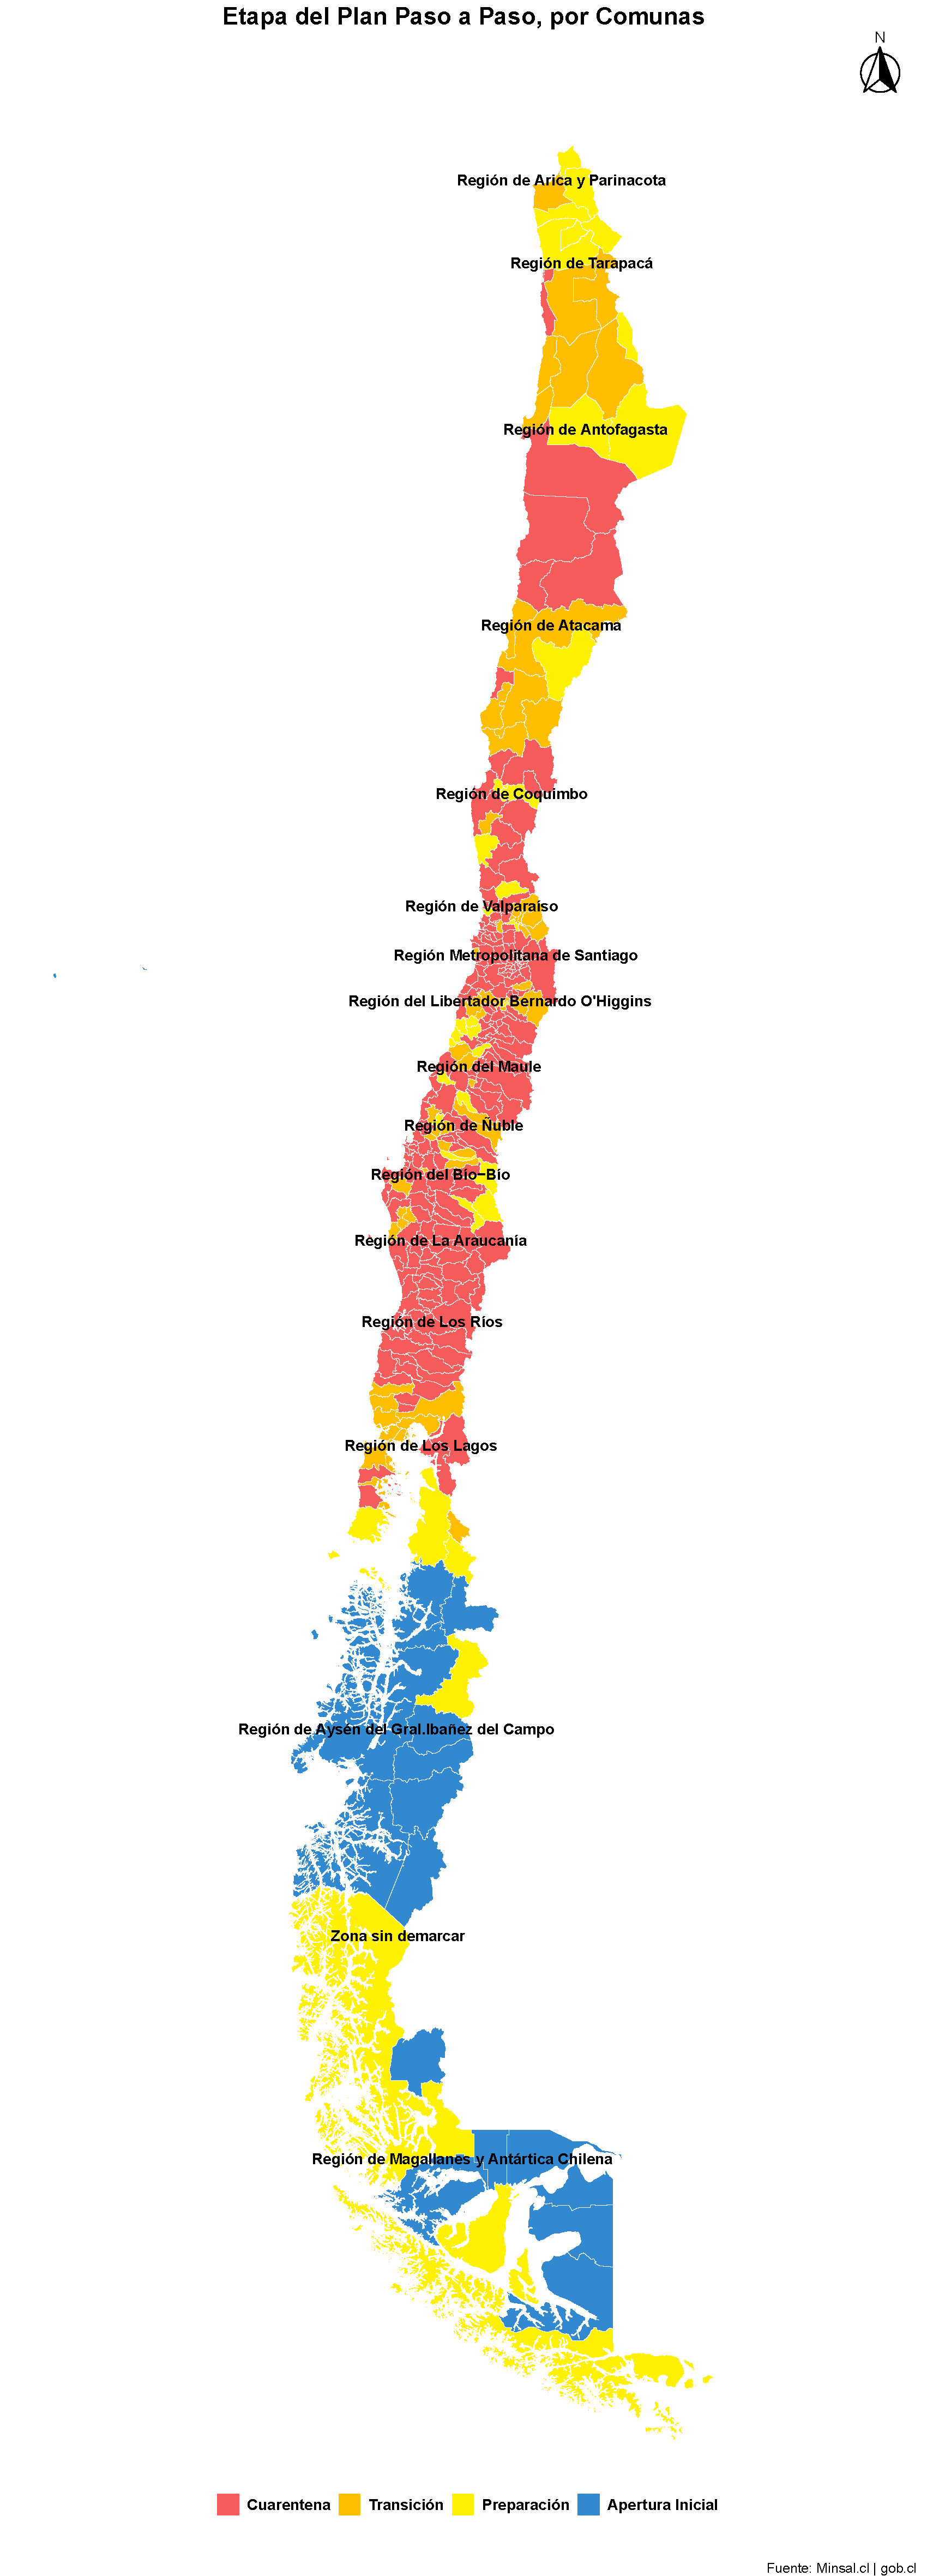 Etapa del Plan Paso a Paso, por Comunas
N
Región de Arica y Parinacota
Región de Tarapacá
Región de Antofagasta
Región de Atacama
Región de Coquimbo
Región de Valparaíso
Región Metropolitana de Santiago
Región del Libertador Bernardo O'Higgins
Región del Maule
Región de Ñuble
Región del Bío−Bío
Región de La Araucanía
Región de Los Ríos
Región de Los Lagos
Región de Aysén del Gral.Ibañez del Campo
Zona sin demarcar
Región de Magallanes y Antártica Chilena
Cuarentena Transición Preparación Apertura Inicial
Fuente: Minsal.cl | gob.cl